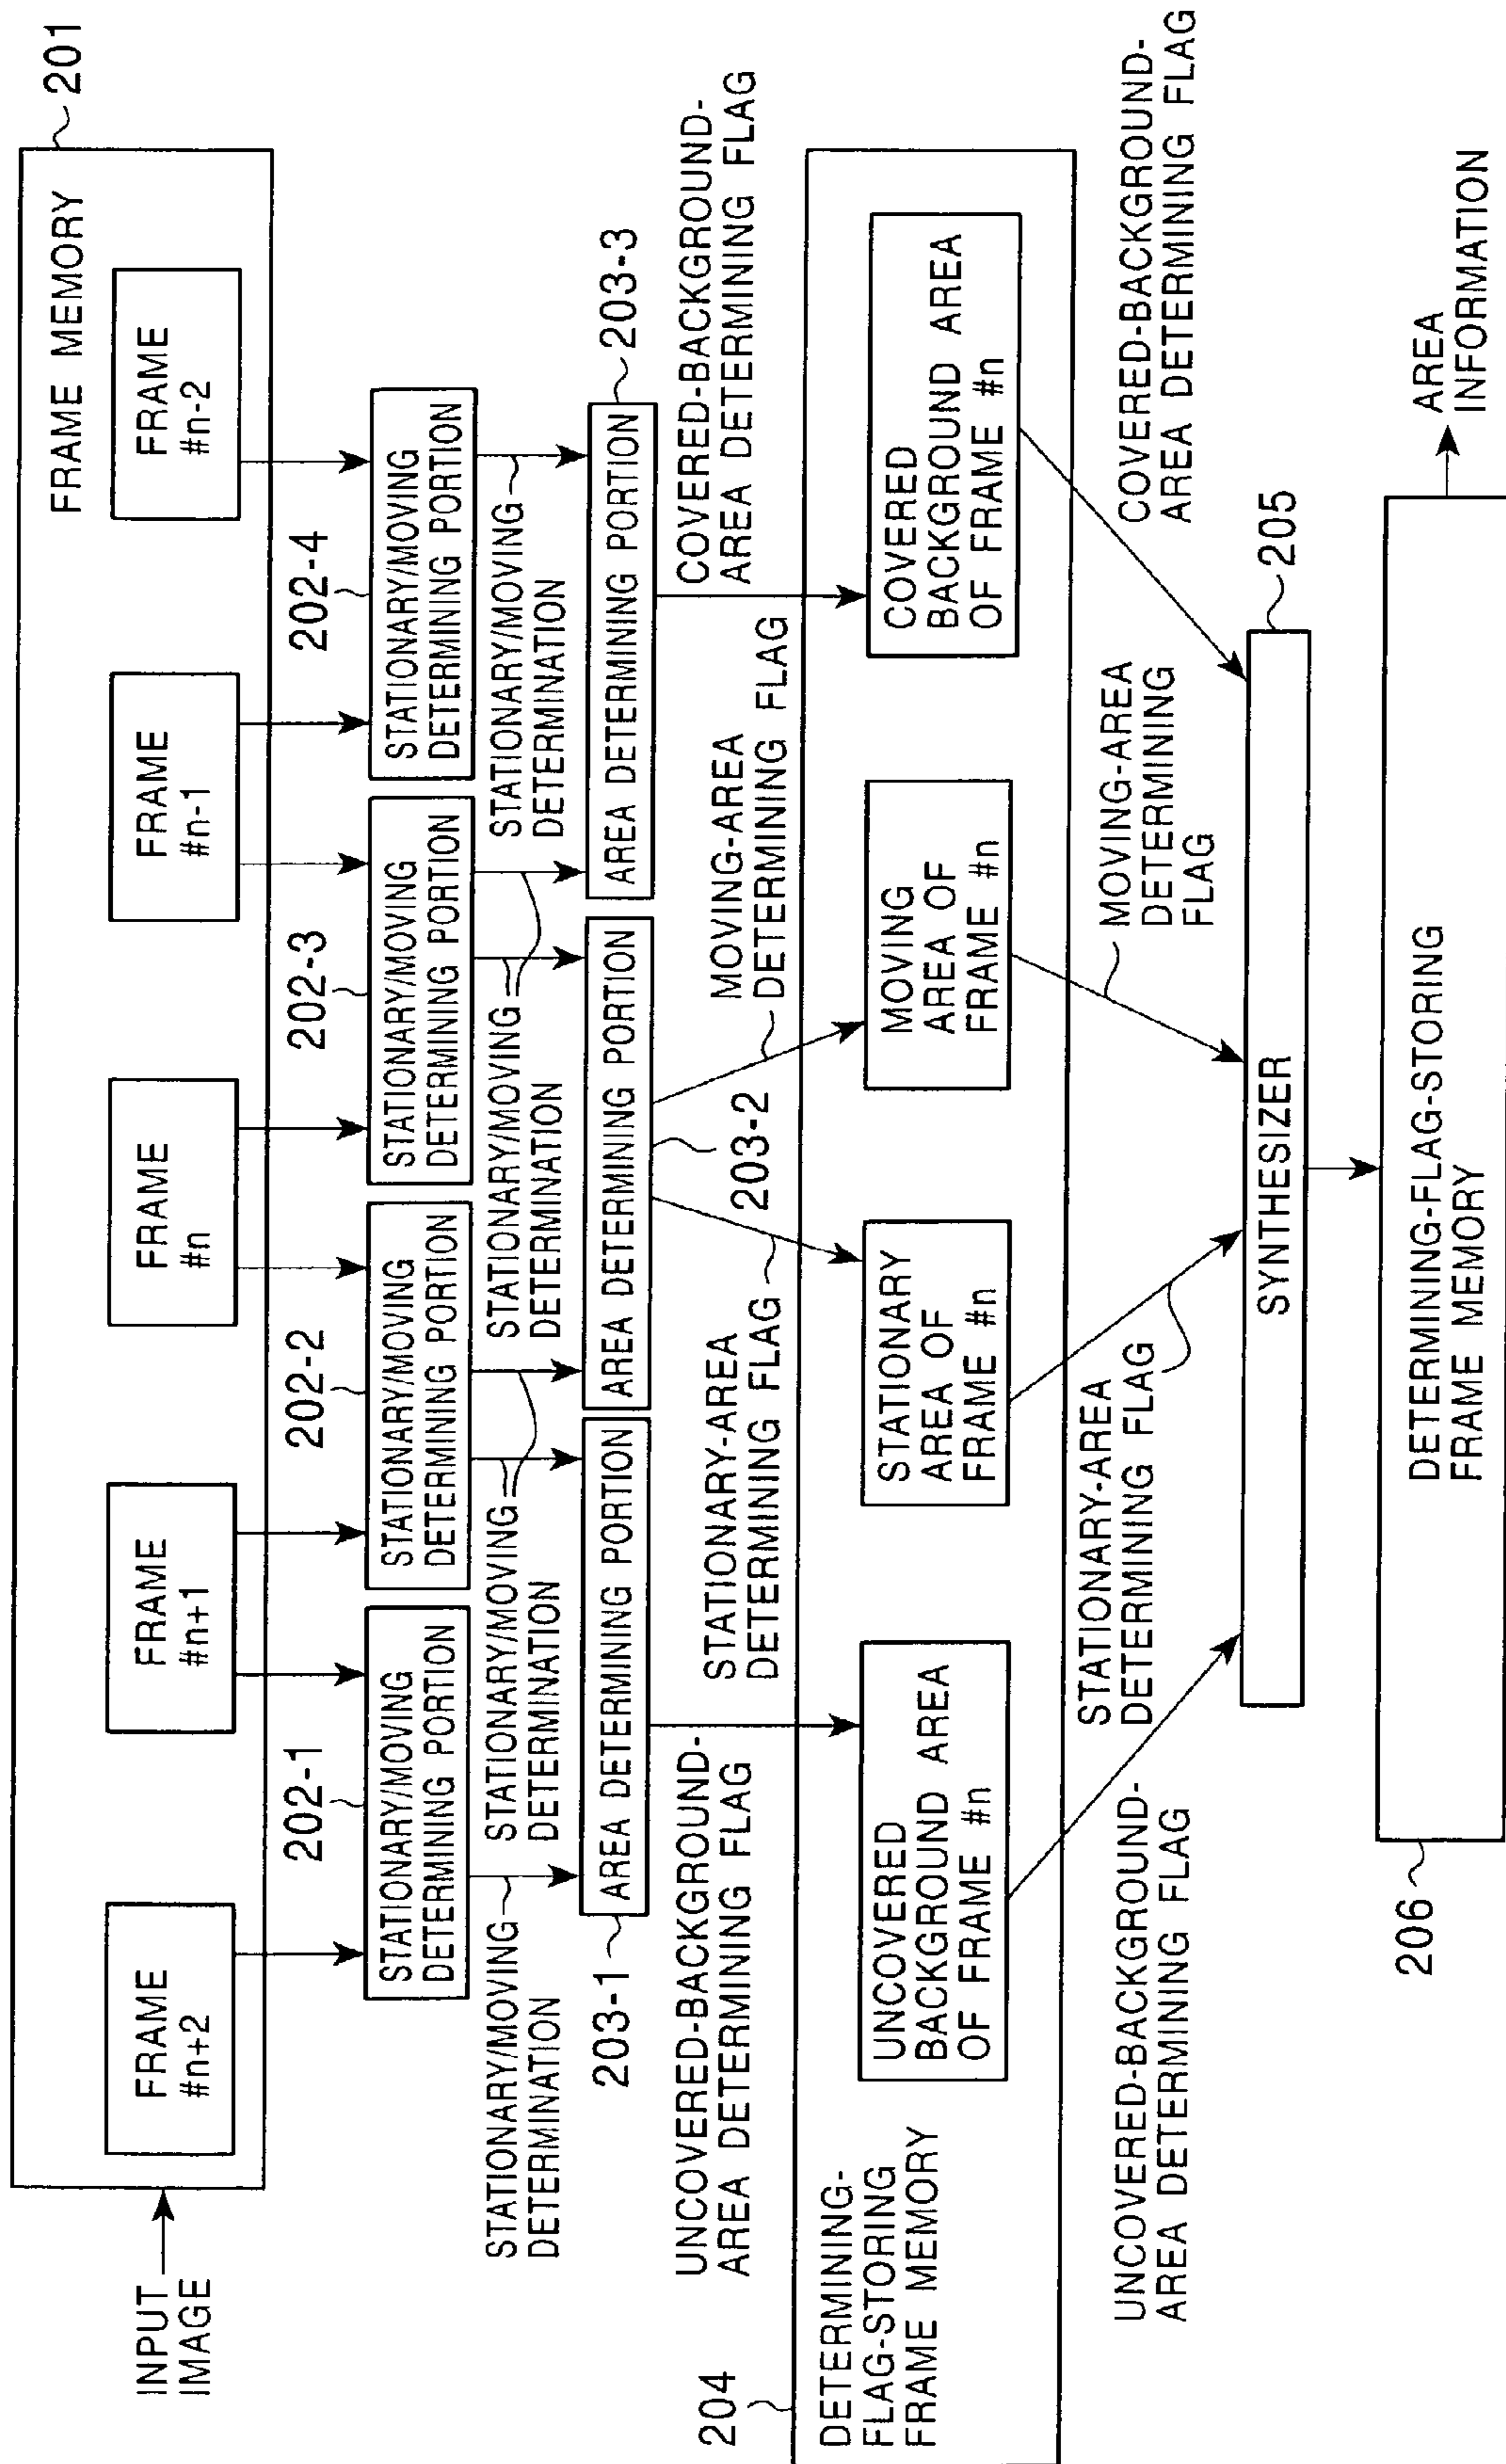 FRAME MEMORY
201
INPUT
IMAGE
FRAME
#n+2
FRAME
#n+1
FRAME
#n
FRAME
#n-1
FRAME
#n-2
202-1
202-2
202-3
202-4
STATIONARY/MOVING
DETERMINING PORTION
STATIONARY/MOVING
DETERMINING PORTION
STATIONARY/MOVING
DETERMINING PORTION
STATIONARY/MOVING
DETERMINING PORTION
STATIONARY/MOVING
DETERMINATION
STATIONARY/MOVING
DETERMINATION
STATIONARY/MOVING
DETERMINATION
STATIONARY/MOVING
DETERMINATION
203-1
AREA DETERMINING PORTION
AREA DETERMINING PORTION
AREA DETERMINING PORTION
203-3
203-2
UNCOVERED-BACKGROUND-
AREA DETERMINING FLAG
STATIONARY-AREA
DETERMINING FLAG
MOVING-AREA
DETERMINING FLAG
COVERED-BACKGROUND-
AREA DETERMINING FLAG
204
DETERMINING-
FLAG-STORING
FRAME MEMORY
UNCOVERED
BACKGROUND AREA
OF FRAME #n
STATIONARY
AREA OF
FRAME #n
MOVING
AREA OF
FRAME #n
COVERED
BACKGROUND AREA
OF FRAME #n
UNCOVERED-BACKGROUND-
AREA DETERMINING FLAG
STATIONARY-AREA
DETERMINING FLAG
MOVING-AREA
DETERMINING
FLAG
COVERED-BACKGROUND-
AREA DETERMINING FLAG
SYNTHESIZER
205
206
DETERMINING-FLAG-STORING
FRAME MEMORY
AREA
INFORMATION